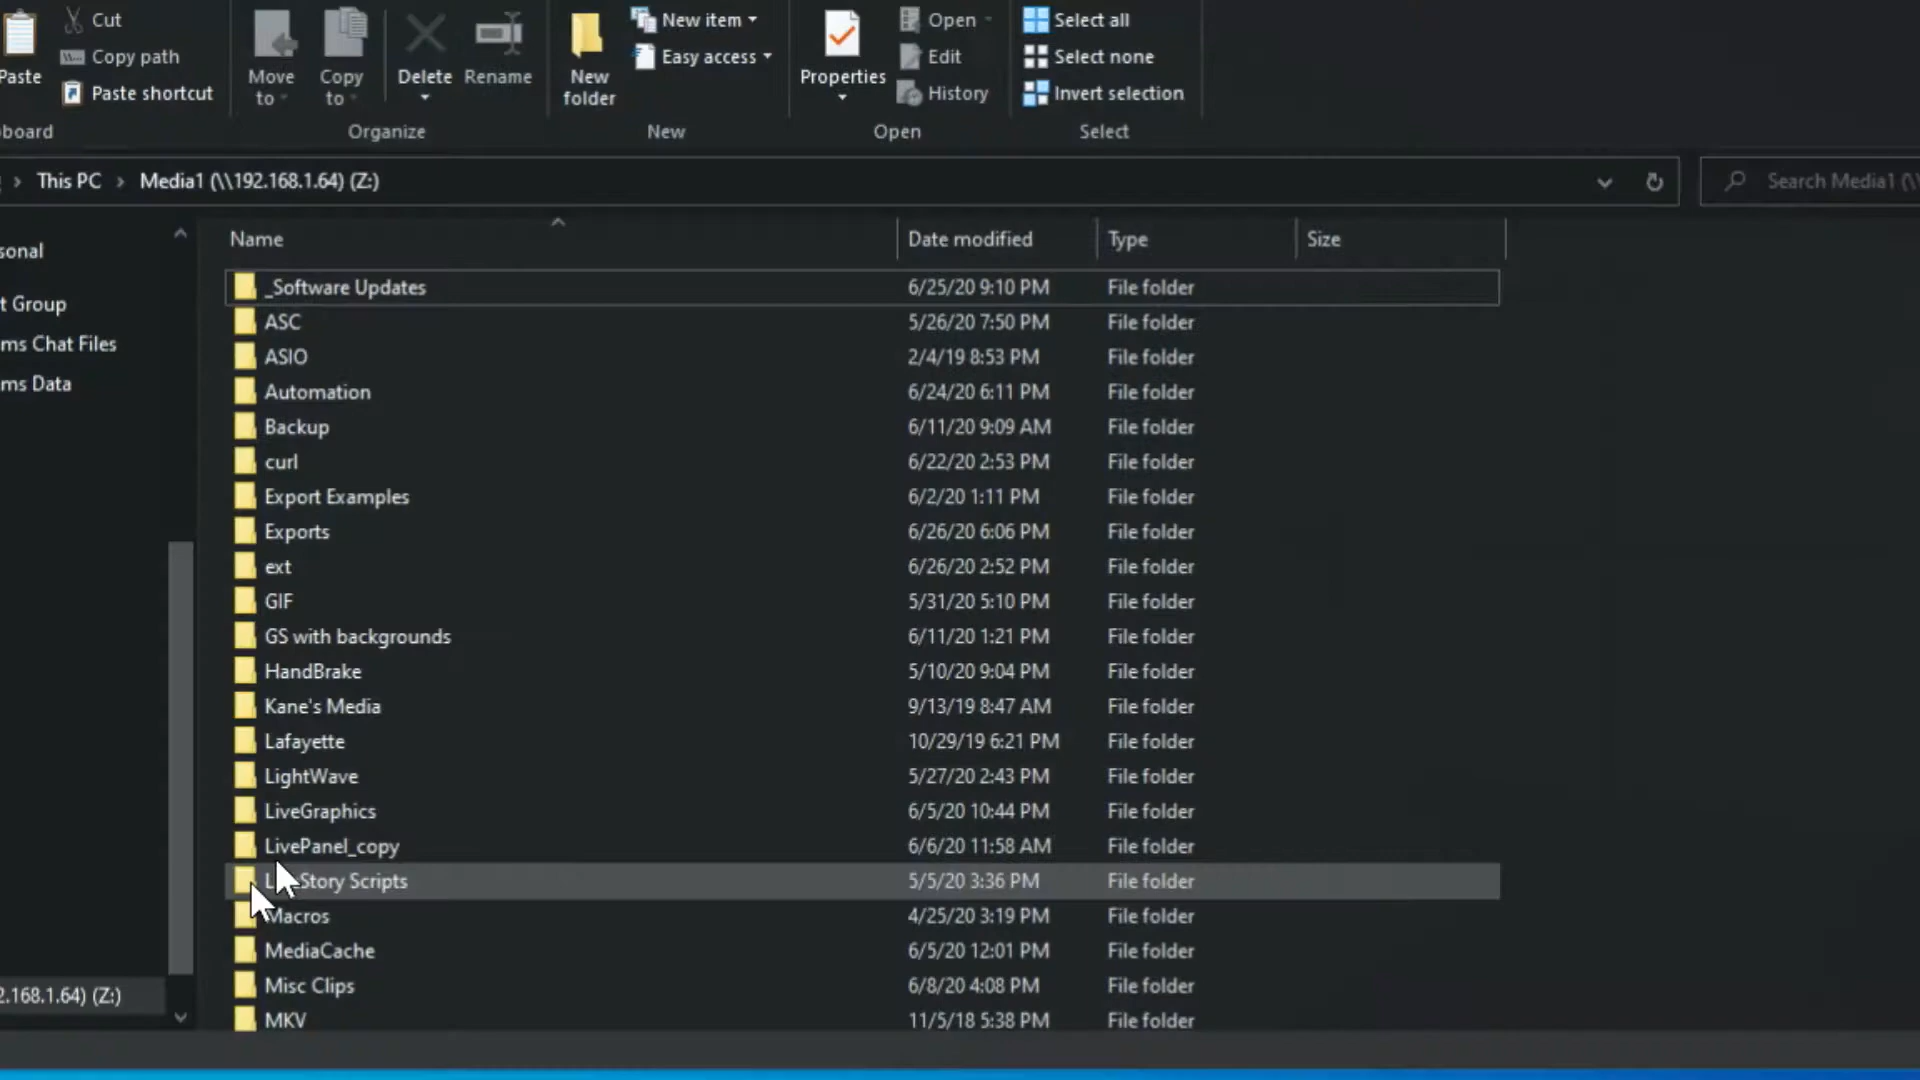 Cut
Copy path
Paste shortcut
Paste
Move to
Copy to
Delete
Rename
New folder
New item
Easy access
Properties
Open
Edit
History
Select all
Select none
Invert selection
board
Organize
New
Open
Select
This PC > Media1 (\\192.168.1.64) (Z:)
Search Media1 (\\
sonal
t Group
ms Chat Files
ms Data
2.168.1.64) (Z:)
Name Date modified Type Size
_Software Updates 6/25/20 9:10 PM File folder
ASC 5/26/20 7:50 PM File folder
ASIO 2/4/19 8:53 PM File folder
Automation 6/24/20 6:11 PM File folder
Backup 6/11/20 9:09 AM File folder
curl 6/22/20 2:53 PM File folder
Export Examples 6/2/20 1:11 PM File folder
Exports 6/26/20 6:06 PM File folder
ext 6/26/20 2:52 PM File folder
GIF 5/31/20 5:10 PM File folder
GS with backgrounds 6/11/20 1:21 PM File folder
HandBrake 5/10/20 9:04 PM File folder
Kane's Media 9/13/19 8:47 AM File folder
Lafayette 10/29/19 6:21 PM File folder
LightWave 5/27/20 2:43 PM File folder
LiveGraphics 6/5/20 10:44 PM File folder
LivePanel_copy 6/6/20 11:58 AM File folder
Story Scripts 5/5/20 3:36 PM File folder
Macros 4/25/20 3:19 PM File folder
MediaCache 6/5/20 12:01 PM File folder
Misc Clips 6/8/20 4:08 PM File folder
MKV 11/5/18 5:38 PM File folder